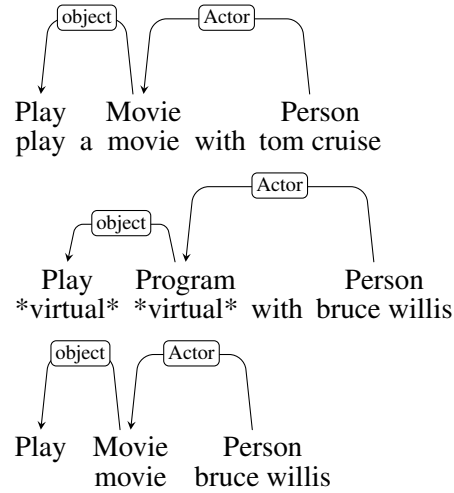 object Actor
Play Movie Person
play a movie with tom cruise
Actor
object
Play Program Person
*virtual* *virtual* with bruce willis
object Actor
Play Movie Person
movie bruce willis